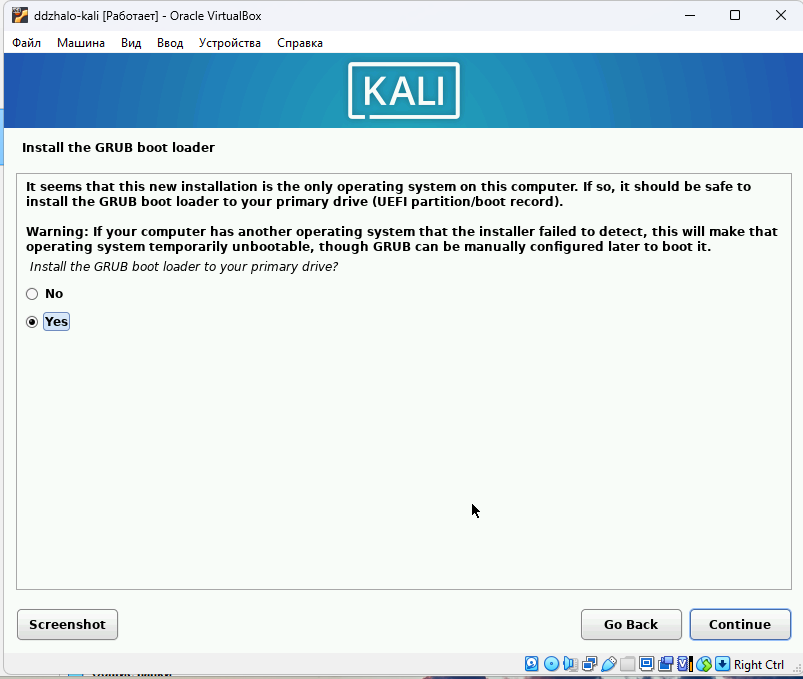 ddzhalo-kali [Работает] - Oracle VirtualBox
Файл Машина Вид Ввод Устройства Справка
KALI
Install the GRUB boot loader
It seems that this new installation is the only operating system on this computer. If so, it should be safe to
install the GRUB boot loader to your primary drive (UEFI partition/boot record).
Warning: If your computer has another operating system that the installer failed to detect, this will make that
operating system temporarily unbootable, though GRUB can be manually configured later to boot it.
Install the GRUB boot loader to your primary drive?
No
Yes
Screenshot Go Back Continue
Right Ctrl